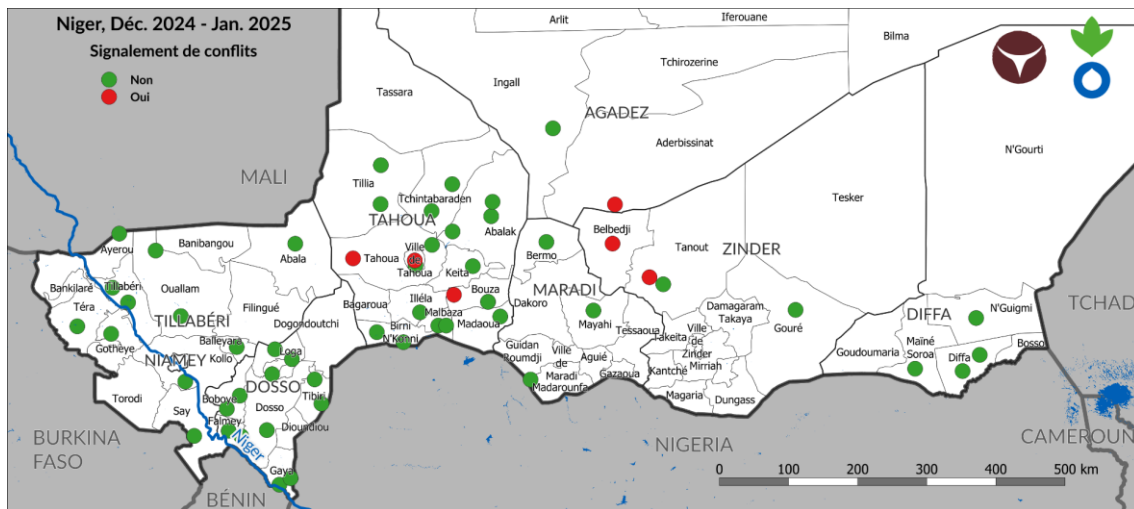 Niger, Déc. 2024 - Jan. 2025
Signalement de conflits
Non
Oui
Arlit
Iferouane
Bilma
Tchirozerine
Ingall
Tassara
AGADEZ
Aderbissinat
N'Gourti
MALI
Tillia
Tchintabaraden
Tesker
TAHOUA
Abalak
Belbedji
Tanout
ZINDER
Ayerou
Banibangou
Abala
Tahoua
Ville
de
Tahoua
Keita
Bermo
Bankilaré
Tillabéri
Ouallam
Filingué
Bagaroua
Illéla
Bouza
Dakoro
MARADI
Damagaram
Takaya
N'Guigmi
TCHAD
Téra
TILLABÉRI
Dogondoutchi
Birni
N'Konni
Malbaza
Madaoua
Mayahi
Tessaoua
Takeita
Ville
de
Zinder
Gouré
DIFFA
Gotheye
NIAMEY
Balleyara
Kollo
Loga
Guidan
Roumdji
Ville
de
Maradi
Madarounfa
Aguié
Gazaoua
Kantché
Mirriah
Goudoumaria
Maïné
Soroa
Diffa
Bosso
Torodi
Say
DOSSO
Boboye
Dosso
Tibiri
Magaria
Dungass
Falmey
Dioundiou
Niger
Gaya
BURKINA
FASO
BÉNIN
NIGERIA
CAMEROUN
0 100 200 300 400 500 km